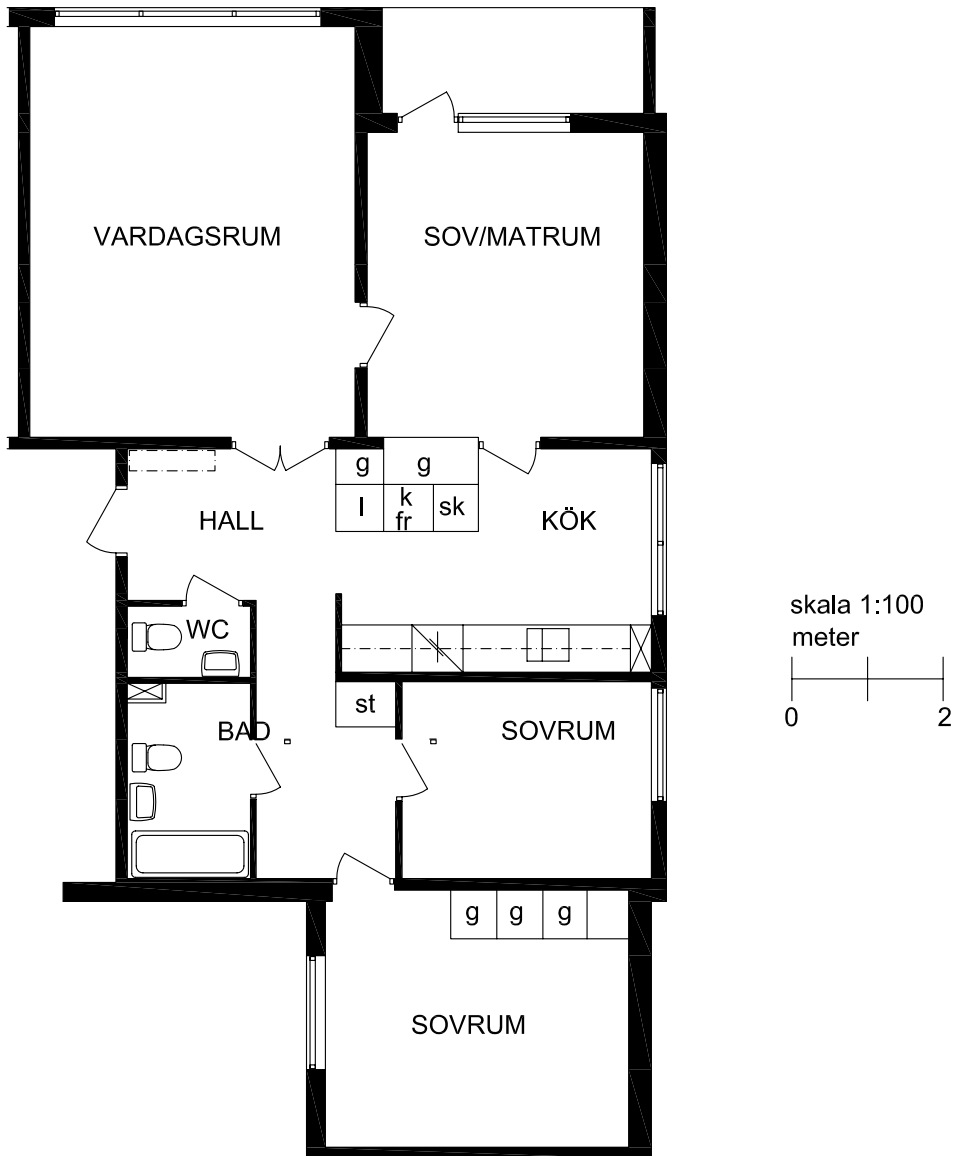 VARDAGSRUM
SOV/MATRUM
g
g
l
k
fr
sk
HALL
KÖK
WC
skala 1:100
meter
0
2
st
BAD
SOVRUM
g
g
g
SOVRUM